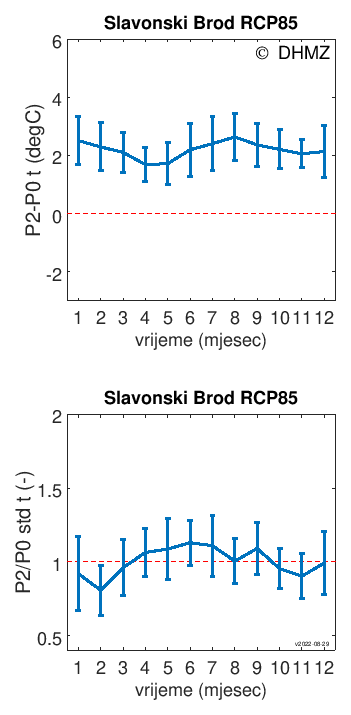 Slavonski Brod RCP85
© DHMZ
6
4
2
0
-2
P2-P0 t (degC)
1 2 3 4 5 6 7 8 9 10 11 12
vrijeme (mjesec)
Slavonski Brod RCP85
2
1.5
1
0.5
P2/P0 std t (-)
v2022-08-29
1 2 3 4 5 6 7 8 9 10 11 12
vrijeme (mjesec)